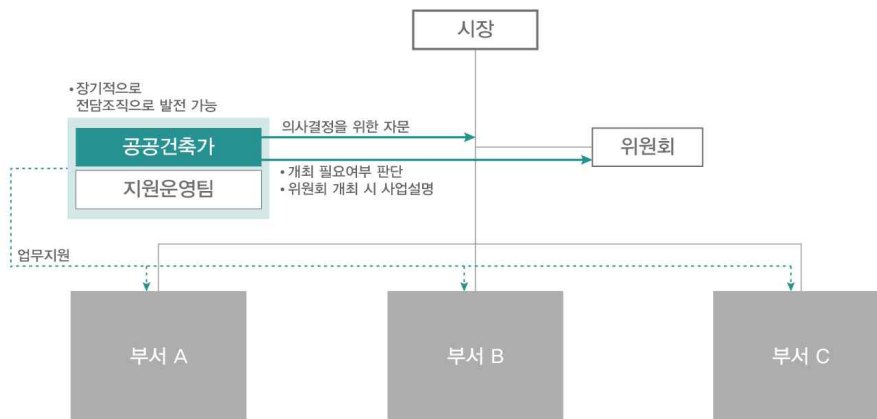 시장
• 장기적으로
전담조직으로 발전 가능
의사결정을 위한 자문
공공건축가
위원회
• 개최 필요여부 판단
지원운영팀
• 위원회 개최 시 사업설명
업무지원
부서 A
부서 B
부서 C